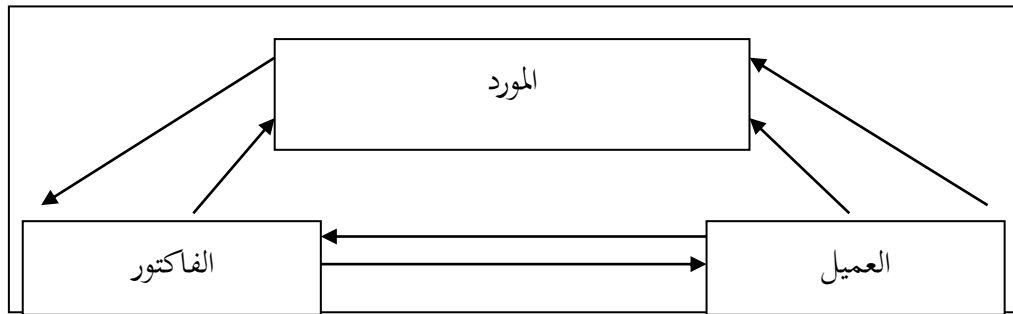 المورد
العميل
الفاكتور